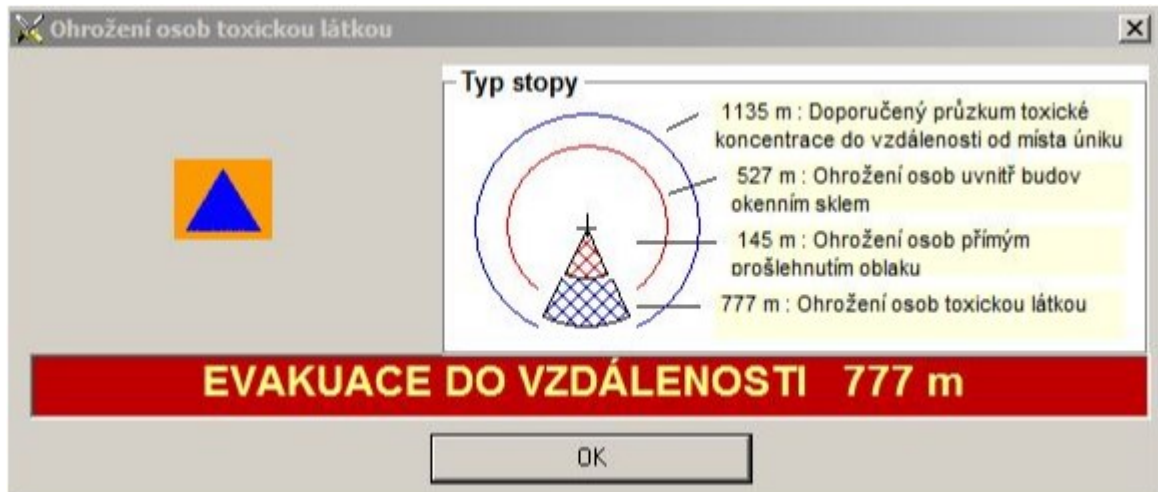 Ohrožení osob toxickou látkou
Typ stopy
1135 m : Doporučený průzkum toxické
koncentrace do vzdálenosti od místa úniku
527 m : Ohrožení osob uvnitř budov
okenním sklem
145 m : Ohrožení osob přímým
prošlehnutím oblaku
777 m : Ohrožení osob toxickou látkou
EVAKUACE DO VZDÁLENOSTI 777 m
OK